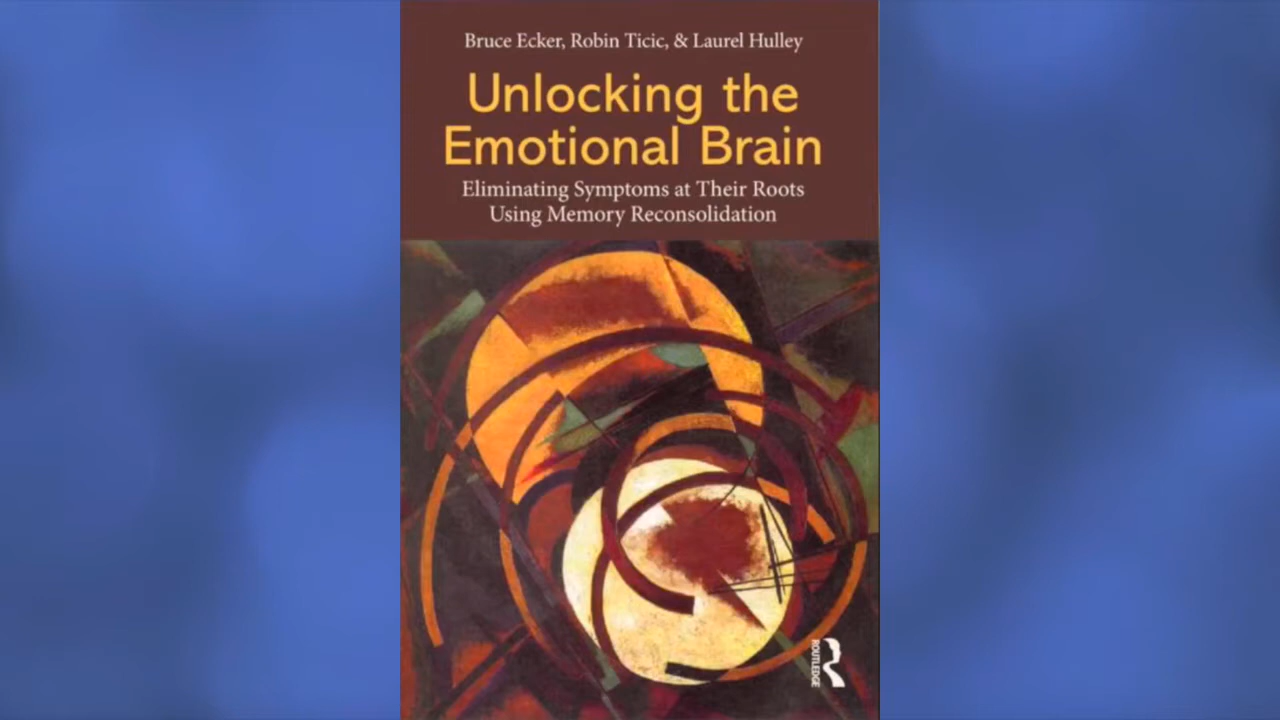 Bruce Ecker, Robin Ticic, & Laurel Hulley
Unlocking the
Emotional Brain
Eliminating Symptoms at Their Roots
Using Memory Reconsolidation
ROUTLEDGE